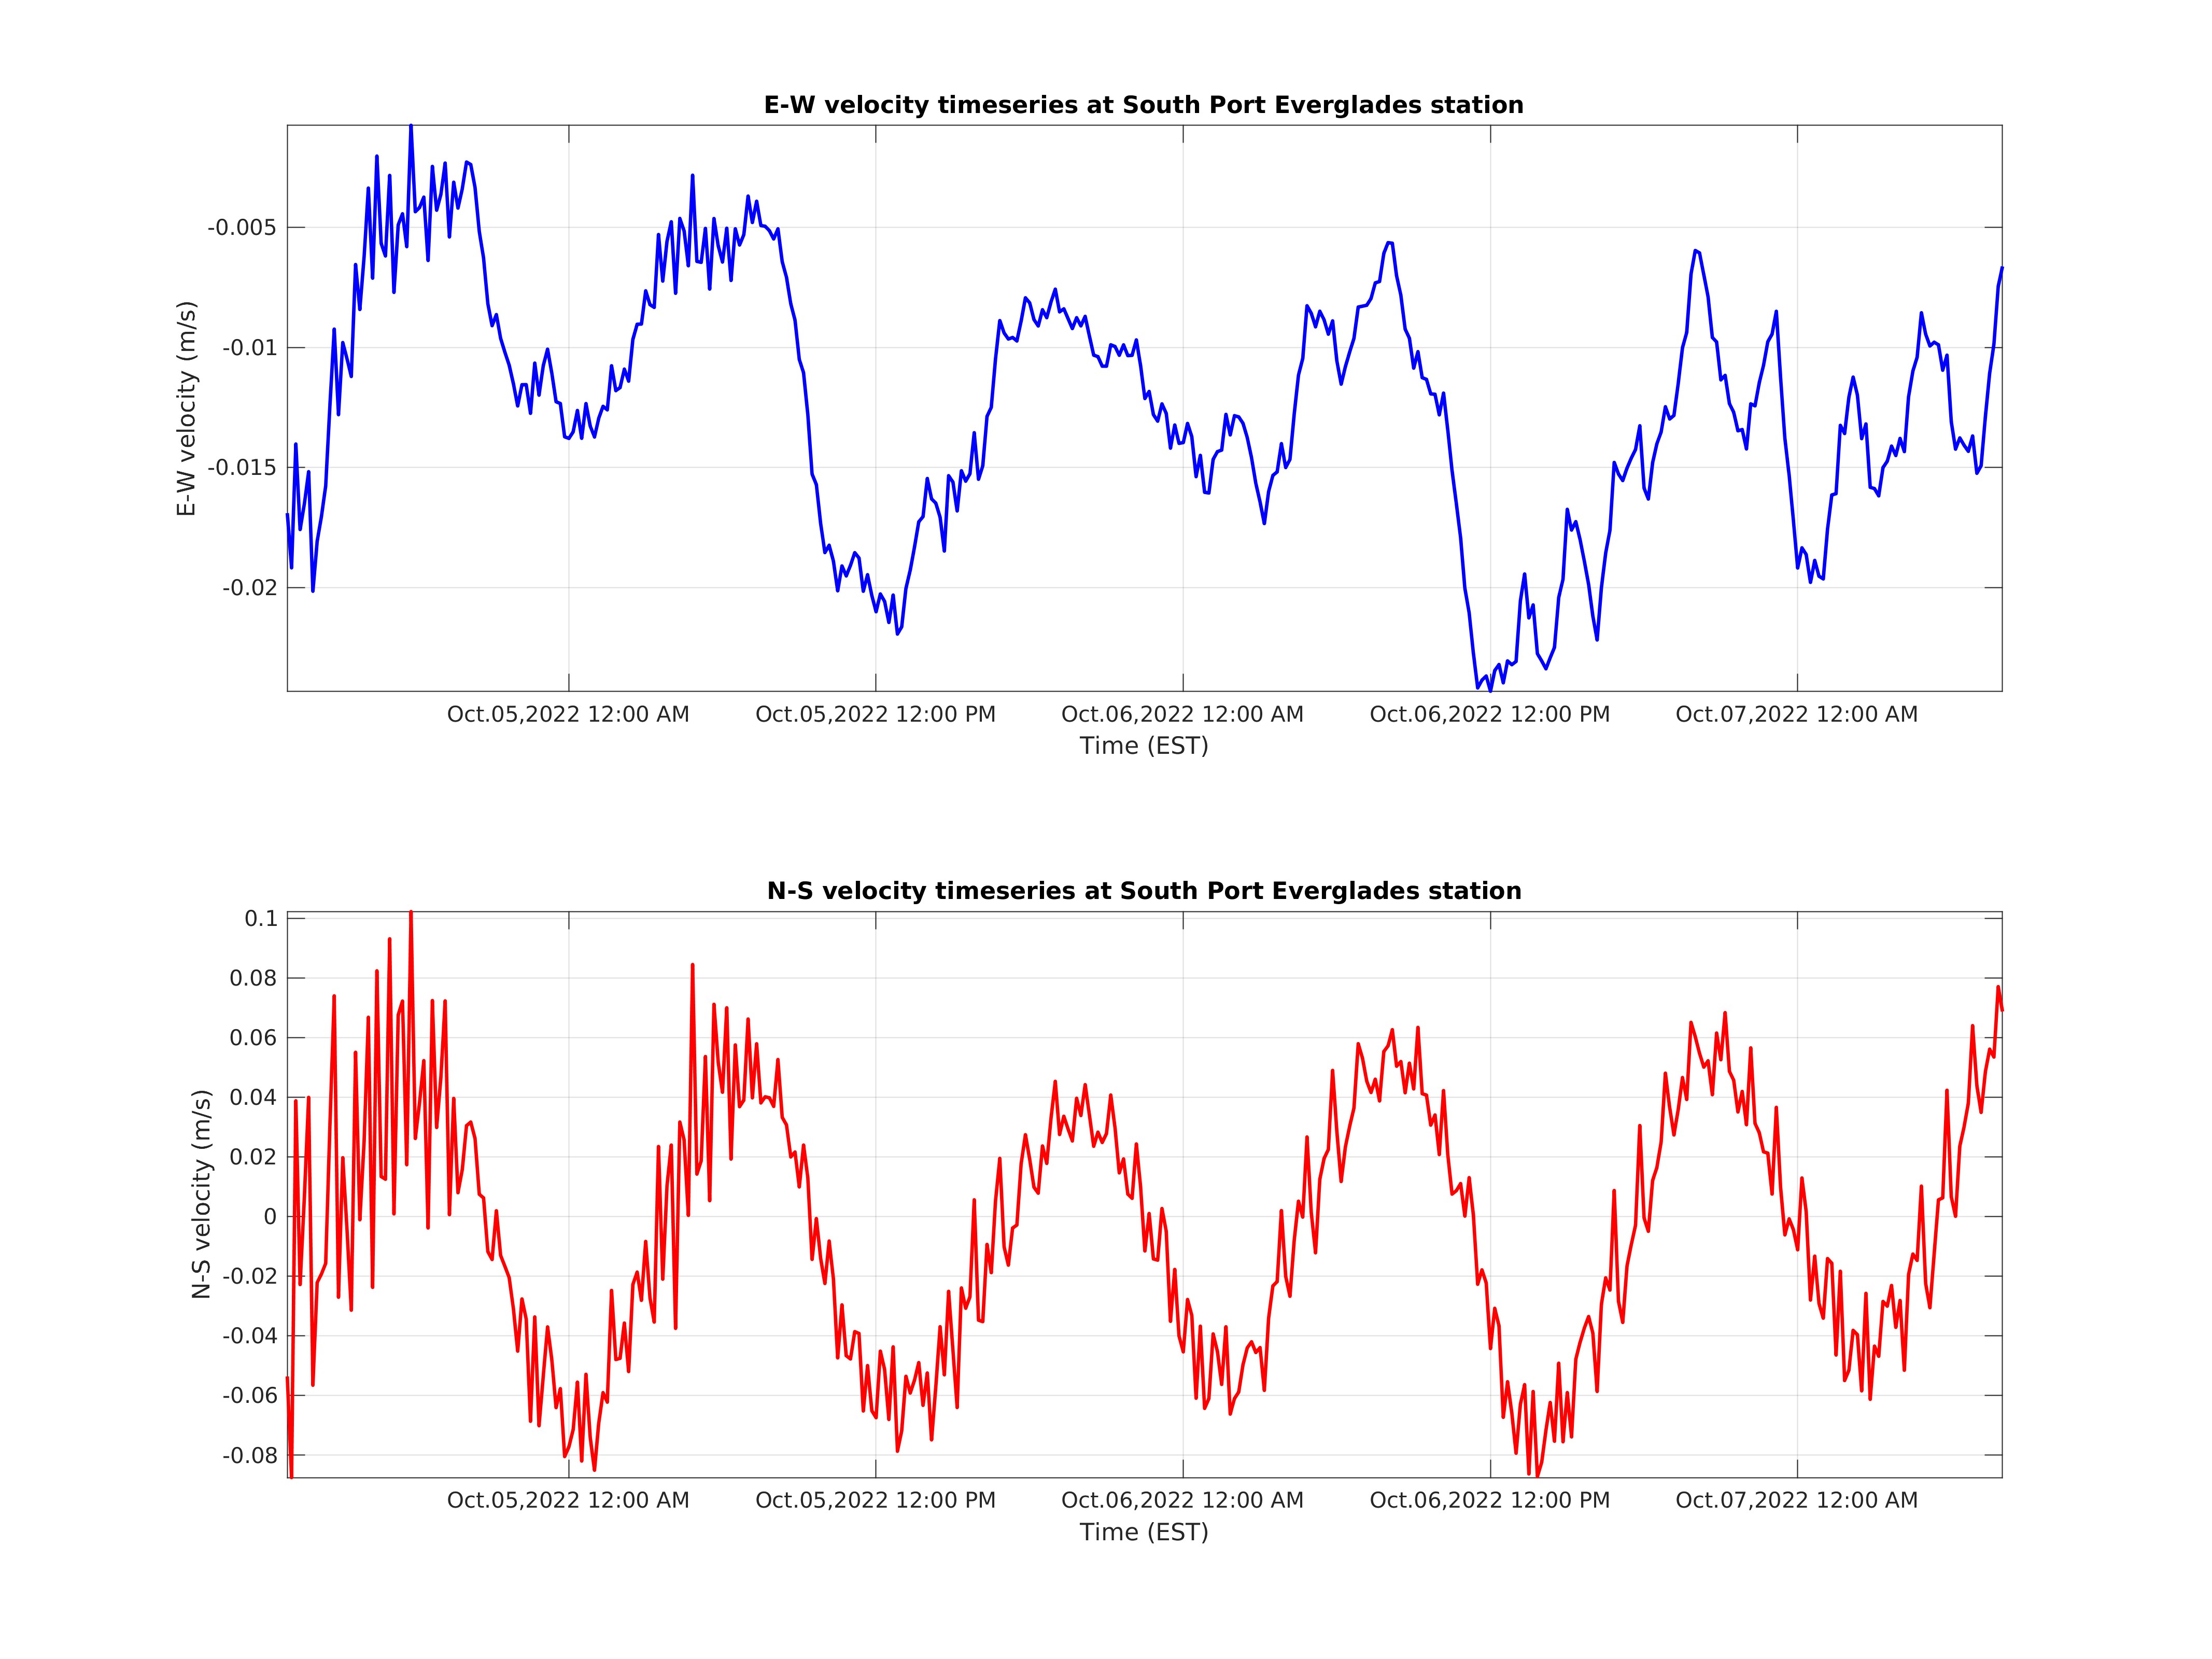 E-W velocity timeseries at South Port Everglades station
E-W velocity (m/s)
-0.005
-0.01
-0.015
-0.02
Oct.05,2022 12:00 AM
Oct.05,2022 12:00 PM
Oct.06,2022 12:00 AM
Oct.06,2022 12:00 PM
Oct.07,2022 12:00 AM
Time (EST)
N-S velocity timeseries at South Port Everglades station
N-S velocity (m/s)
0.1
0.08
0.06
0.04
0.02
0
-0.02
-0.04
-0.06
-0.08
Oct.05,2022 12:00 AM
Oct.05,2022 12:00 PM
Oct.06,2022 12:00 AM
Oct.06,2022 12:00 PM
Oct.07,2022 12:00 AM
Time (EST)